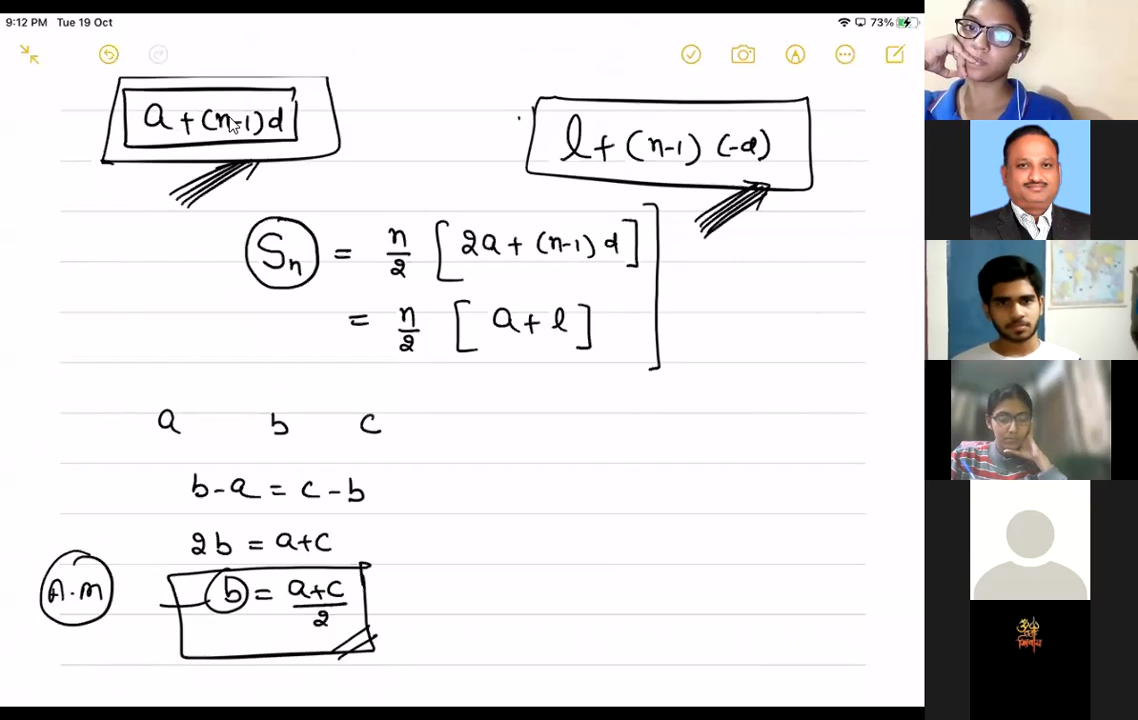 9:12 PM Tue 19 Oct
73%
a + (n-1) d
l + (n-1) (-d)
Sn = n/2 [2a + (n-1) d]
= n/2 [a + l]
a b c
b - a = c - b
2b = a + c
A.M b = a+c/2